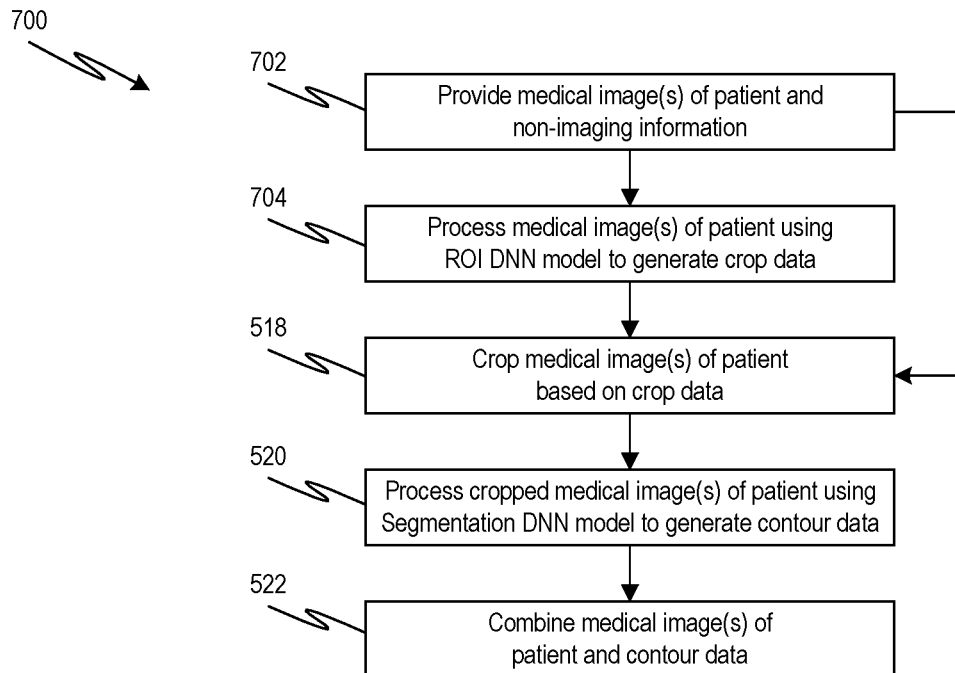 700
702
Provide medical image(s) of patient and
non-imaging information
704
Process medical image(s) of patient using
ROI DNN model to generate crop data
518
Crop medical image(s) of patient
based on crop data
520
Process cropped medical image(s) of patient using
Segmentation DNN model to generate contour data
522
Combine medical image(s) of
patient and contour data